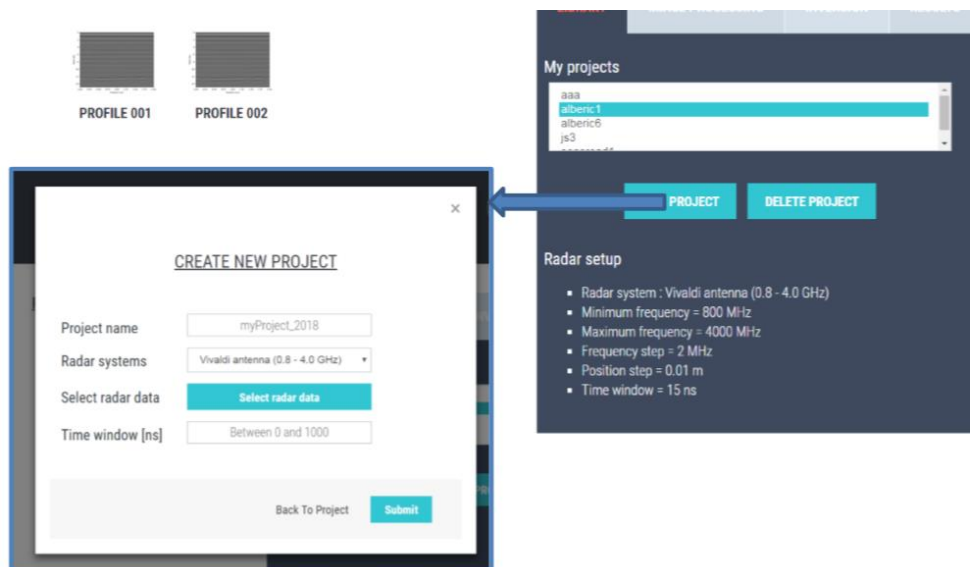 PROFILE 001
PROFILE 002
My projects
aaa
alberic1
alberic6
js3
PROJECT
DELETE PROJECT
Radar setup
Radar system : Vivaldi antenna (0.8 - 4.0 GHz)
Minimum frequency = 800 MHz
Maximum frequency = 4000 MHz
Frequency step = 2 MHz
Position step = 0.01 m
Time window = 15 ns
×
CREATE NEW PROJECT
Project name
myProject_2018
Radar systems
Vivaldi antenna (0.8 - 4.0 GHz)
Select radar data
Select radar data
Time window [ns]
Between 0 and 1000
Back To Project
Submit